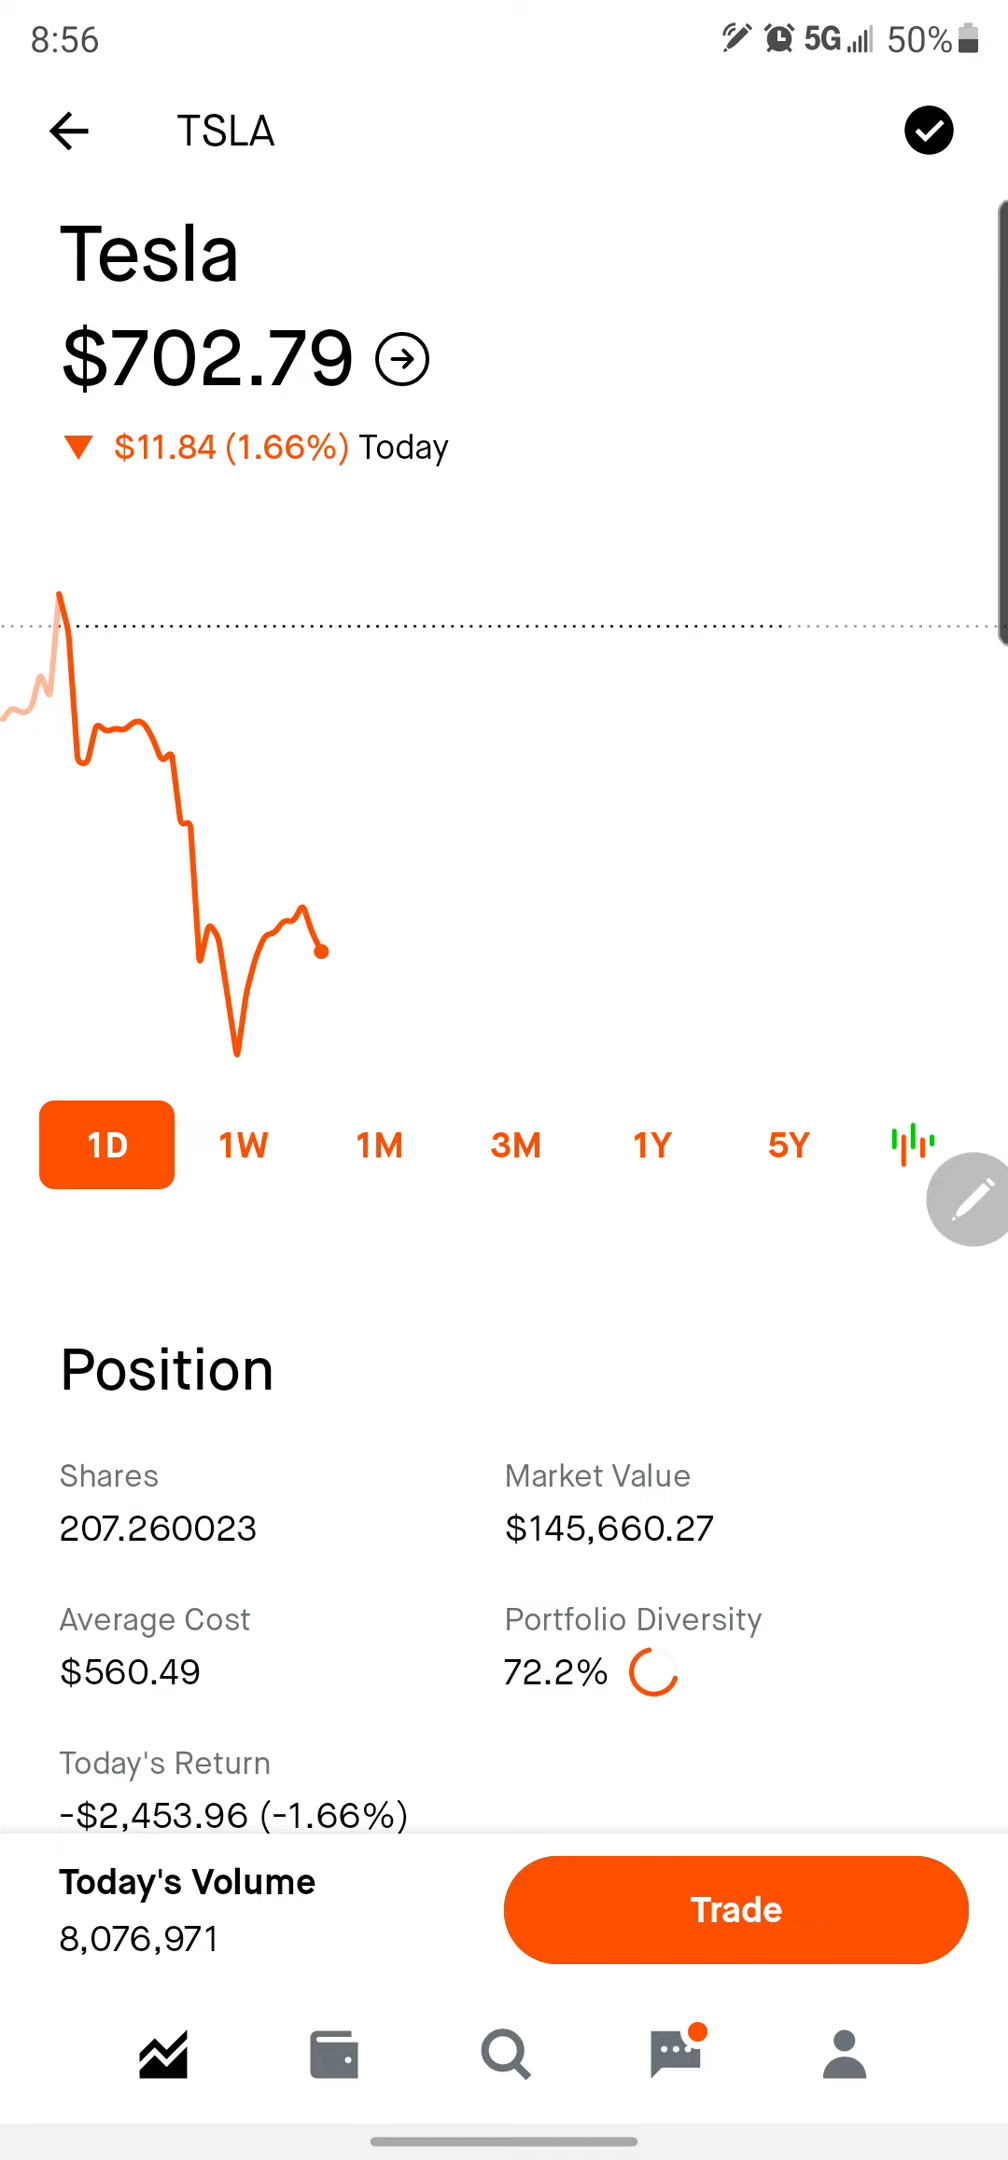 8:56 5G 50%
TSLA
Tesla
$702.79
$11.84 (1.66%) Today
1D 1W 1M 3M 1Y 5Y
Position
Shares Market Value
207.260023 $145,660.27
Average Cost Portfolio Diversity
$560.49 72.2%
Today's Return
-$2,453.96 (-1.66%)
Today's Volume
8,076,971
Trade